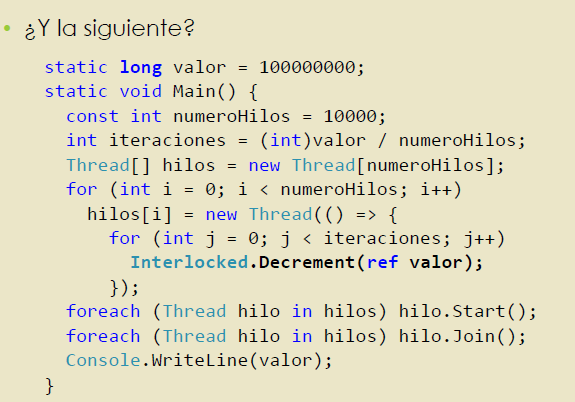 • ¿Y la siguiente?
static long valor = 100000000;
static void Main() {
const int numeroHilos = 10000;
int iteraciones = (int)valor / numeroHilos;
Thread[] hilos = new Thread[numeroHilos];
for (int i = 0; i < numeroHilos; i++)
hilos[i] = new Thread(() => {
for (int j = 0; j < iteraciones; j++)
Interlocked.Decrement(ref valor);
});
foreach (Thread hilo in hilos) hilo.Start();
foreach (Thread hilo in hilos) hilo.Join();
Console.WriteLine(valor);
}